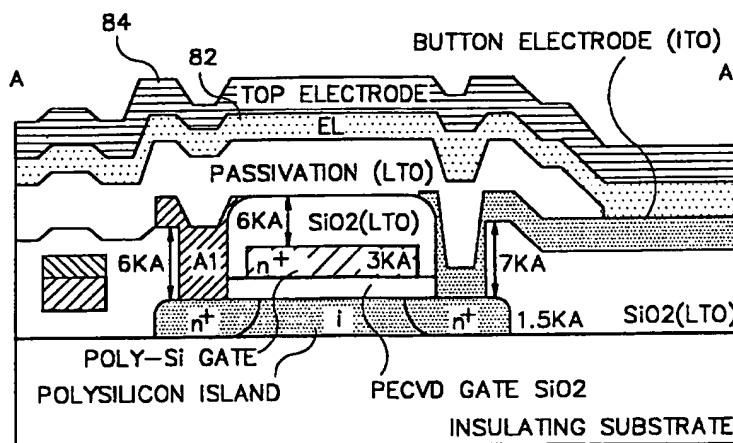 84
82
BUTTON ELECTRODE (ITO)
A
A
TOP ELECTRODE
EL
PASSIVATION (LTO)
6KA
SiO2(LTO)
6KA
A1
n+
3KA
7KA
n+
i
n+
1.5KA
SiO2(LTO)
POLY-Si GATE
POLYSILICON ISLAND
PECVD GATE SiO2
INSULATING SUBSTRATE